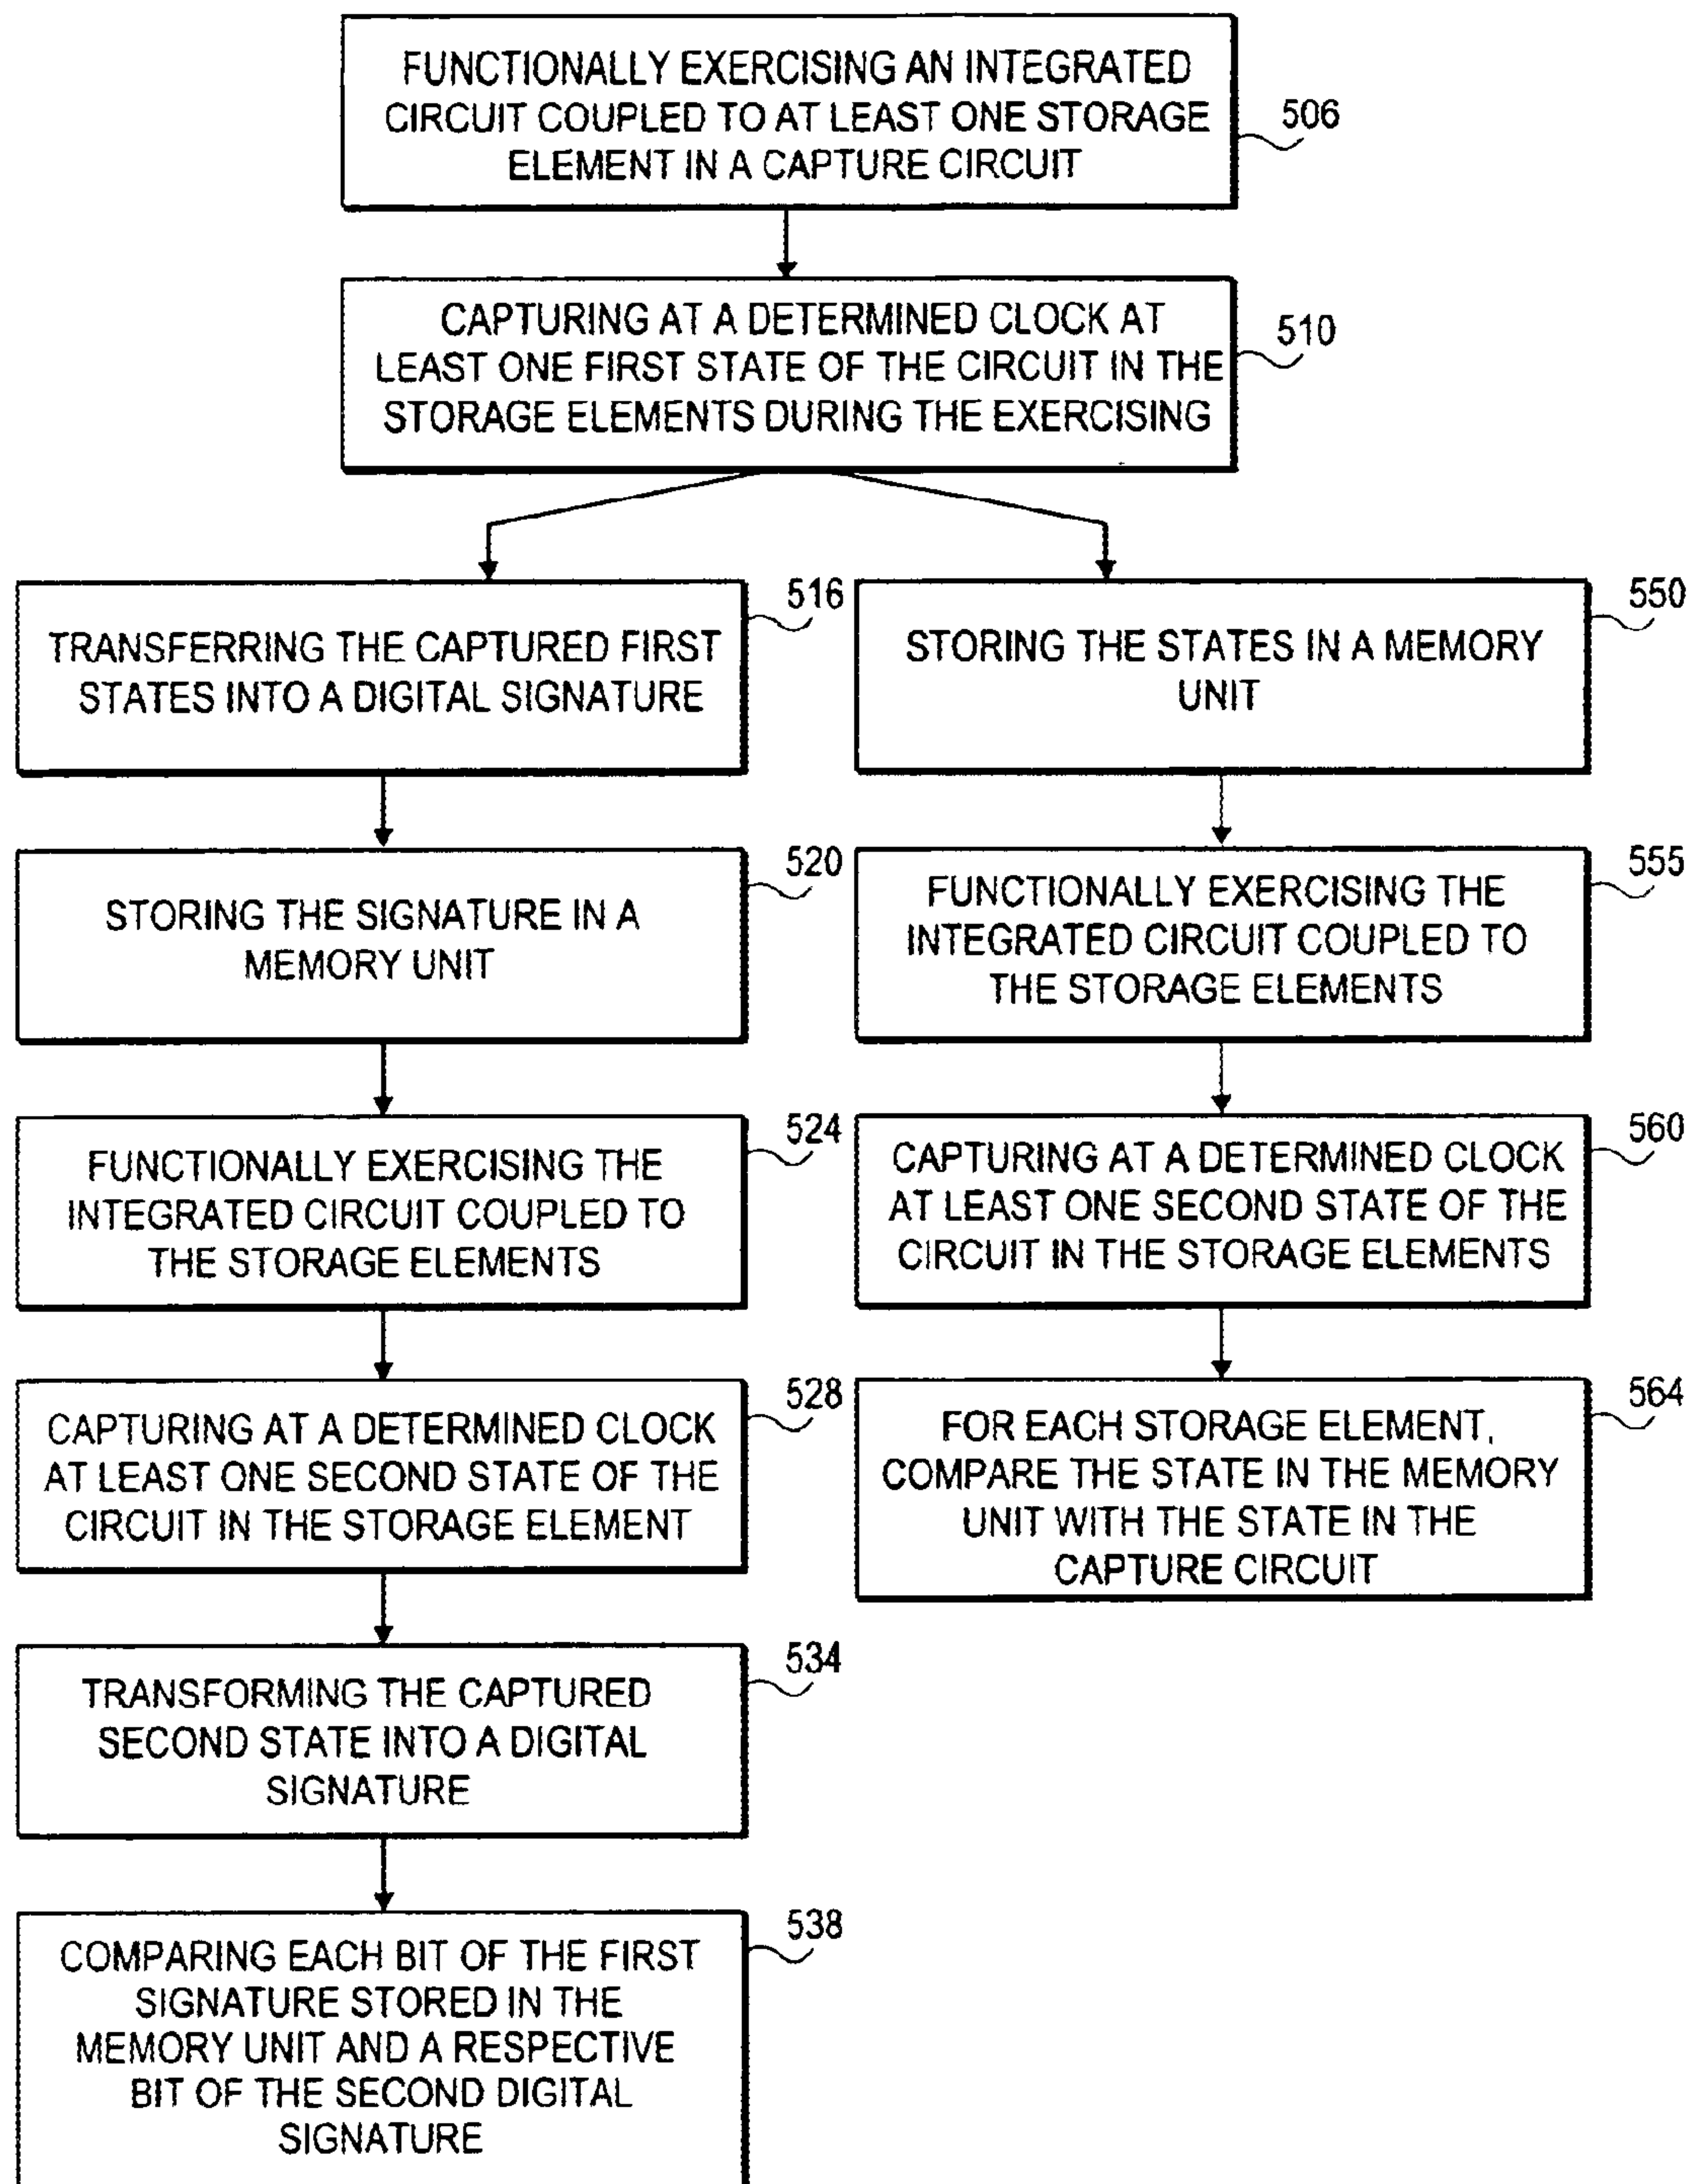 FUNCTIONALLY EXERCISING AN INTEGRATED
CIRCUIT COUPLED TO AT LEAST ONE STORAGE
ELEMENT IN A CAPTURE CIRCUIT
506
CAPTURING AT A DETERMINED CLOCK AT
LEAST ONE FIRST STATE OF THE CIRCUIT IN THE
STORAGE ELEMENTS DURING THE EXERCISING
510
TRANSFERRING THE CAPTURED FIRST
STATES INTO A DIGITAL SIGNATURE
516
STORING THE SIGNATURE IN A
MEMORY UNIT
520
FUNCTIONALLY EXERCISING THE
INTEGRATED CIRCUIT COUPLED TO
THE STORAGE ELEMENTS
524
CAPTURING AT A DETERMINED CLOCK
AT LEAST ONE SECOND STATE OF THE
CIRCUIT IN THE STORAGE ELEMENT
528
TRANSFORMING THE CAPTURED
SECOND STATE INTO A DIGITAL
SIGNATURE
534
COMPARING EACH BIT OF THE FIRST
SIGNATURE STORED IN THE
MEMORY UNIT AND A RESPECTIVE
BIT OF THE SECOND DIGITAL
SIGNATURE
538
STORING THE STATES IN A MEMORY
UNIT
550
FUNCTIONALLY EXERCISING THE
INTEGRATED CIRCUIT COUPLED TO
THE STORAGE ELEMENTS
555
CAPTURING AT A DETERMINED CLOCK
AT LEAST ONE SECOND STATE OF THE
CIRCUIT IN THE STORAGE ELEMENTS
560
FOR EACH STORAGE ELEMENT,
COMPARE THE STATE IN THE MEMORY
UNIT WITH THE STATE IN THE
CAPTURE CIRCUIT
564